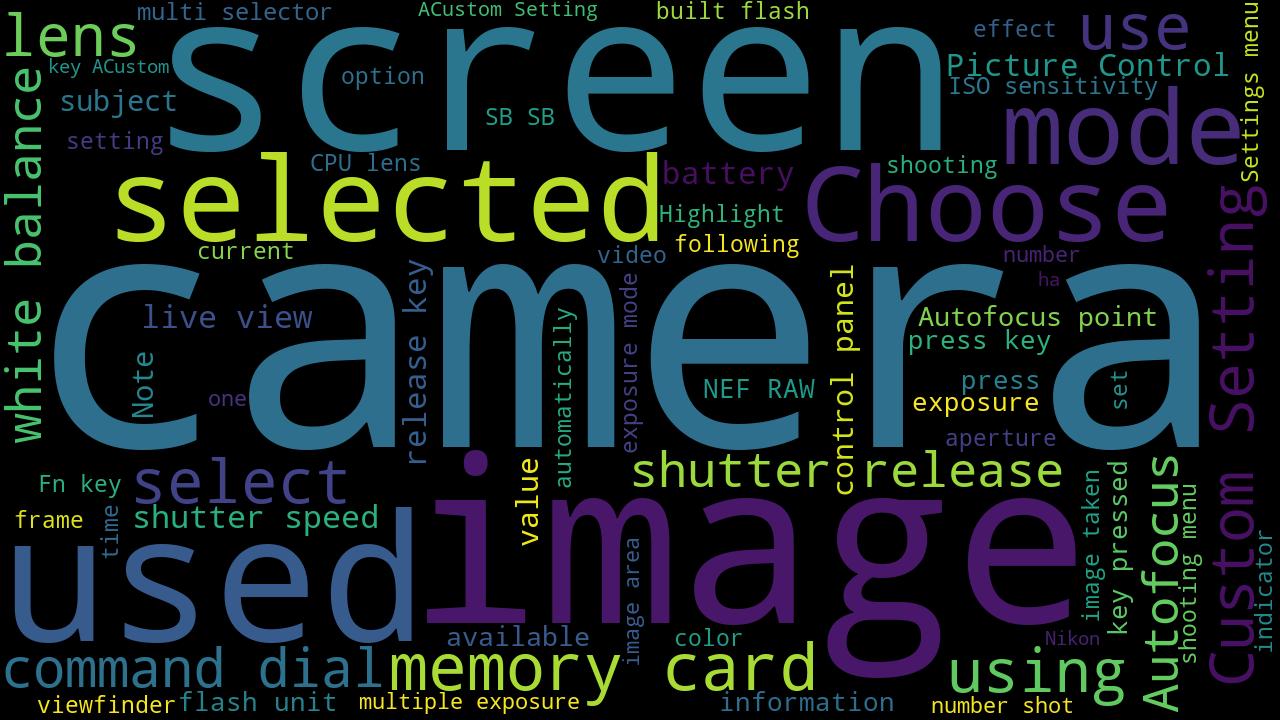 multi selector
ACustom Setting
built flash
lens
screen
effect
use
Settings menu
key ACustom
option
Picture Control
ISO sensitivity
subject
SB SB
mode
setting
white balance
CPU lens
battery
shooting
selected
Choose
Highlight
current
video
following
number
ha
camera
live view
release key
automatically
exposure mode
control panel
Autofocus point
press key
Note
one
NEF RAW
press
exposure
set
aperture
Custom Setting
Fn key
select
value
shutter release
frame
time
shutter speed
image
image taken
key pressed
Autofocus
shooting menu
indicator
used
image area
available
color
Nikon
command dial
memory card
using
viewfinder
flash unit
multiple exposure
information
number shot